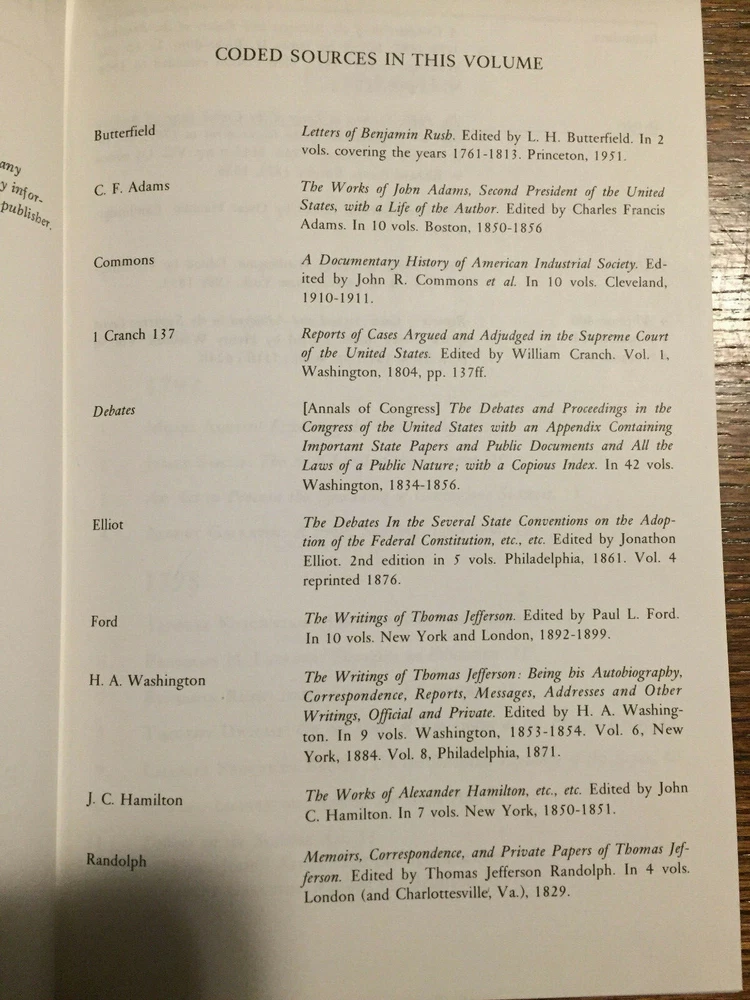 any
y infor-
publisher.
CODED SOURCES IN THIS VOLUME
Butterfield
Letters of Benjamin Rush. Edited by L. H. Butterfield. In 2
vols. covering the years 1761-1813. Princeton, 1951.
C. F. Adams
The Works of John Adams, Second President of the United
States, with a Life of the Author. Edited by Charles Francis
Adams. In 10 vols. Boston, 1850-1856
Commons
A Documentary History of American Industrial Society. Ed-
ited by John R. Commons et al. In 10 vols. Cleveland,
1910-1911.
1 Cranch 137
Reports of Cases Argued and Adjudged in the Supreme Court
of the United States. Edited by William Cranch. Vol. 1,
Washington, 1804, pp. 137ff.
Debates
[Annals of Congress] The Debates and Proceedings in the
Congress of the United States with an Appendix Containing
Important State Papers and Public Documents and All the
Laws of a Public Nature; with a Copious Index. In 42 vols.
Washington, 1834-1856.
Elliot
The Debates In the Several State Conventions on the Adop-
tion of the Federal Constitution, etc., etc. Edited by Jonathon
Elliot. 2nd edition in 5 vols. Philadelphia, 1861. Vol. 4
reprinted 1876.
Ford
The Writings of Thomas Jefferson. Edited by Paul L. Ford.
In 10 vols. New York and London, 1892-1899.
H. A. Washington
The Writings of Thomas Jefferson: Being his Autobiography,
Correspondence, Reports, Messages, Addresses and Other
Writings, Official and Private. Edited by H. A. Washing-
ton. In 9 vols. Washington, 1853-1854. Vol. 6, New
York, 1884. Vol. 8, Philadelphia, 1871.
J. C. Hamilton
The Works of Alexander Hamilton, etc., etc. Edited by John
C. Hamilton. In 7 vols. New York, 1850-1851.
Randolph
Memoirs, Correspondence, and Private Papers of Thomas Jef-
ferson. Edited by Thomas Jefferson Randolph. In 4 vols.
London (and Charlottesville, Va.), 1829.